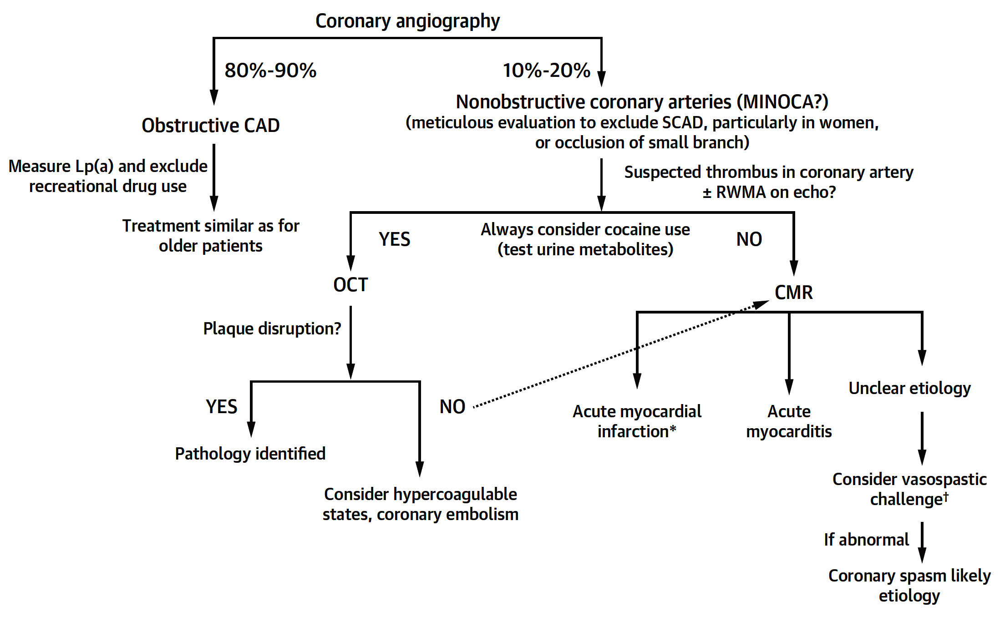 Coronary angiography
80%-90%
10%-20%
Obstructive CAD
Nonobstructive coronary arteries (MINOCA?)
(meticulous evaluation to exclude SCAD, particularly in women,
or occlusion of small branch)
Measure Lp(a) and exclude
recreational drug use
Suspected thrombus in coronary artery
± RWMA on echo?
Treatment similar as for
older patients
YES
Always consider cocaine use
(test urine metabolites)
NO
OCT
CMR
Plaque disruption?
YES
NO
Pathology identified
Consider hypercoagulable
states, coronary embolism
Acute myocardial
infarction*
Acute
myocarditis
Unclear etiology
Consider vasospastic
challenge†
If abnormal
Coronary spasm likely
etiology